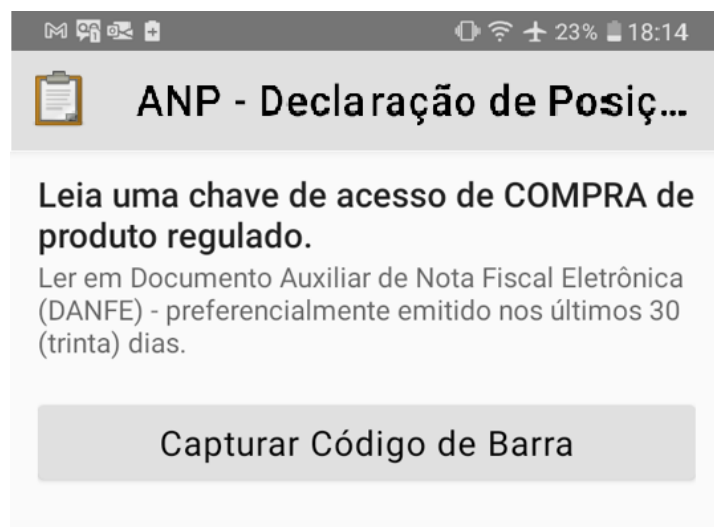 23% 18:14
ANP - Declaração de Posiç...
Leia uma chave de acesso de COMPRA de
produto regulado.
Ler em Documento Auxiliar de Nota Fiscal Eletrônica
(DANFE) - preferencialmente emitido nos últimos 30
(trinta) dias.
Capturar Código de Barra